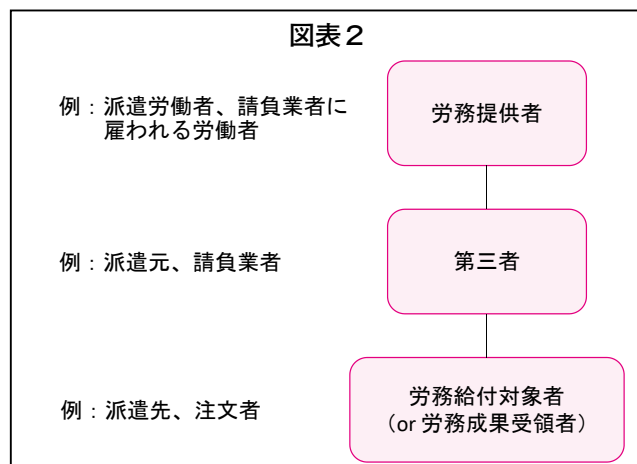 図表２
例：派遣労働者、請負業者に
雇われる労働者
労務提供者
例：派遣元、請負業者
第三者
例：派遣先、注文者
労務給付対象者
（or 労務成果受領者）